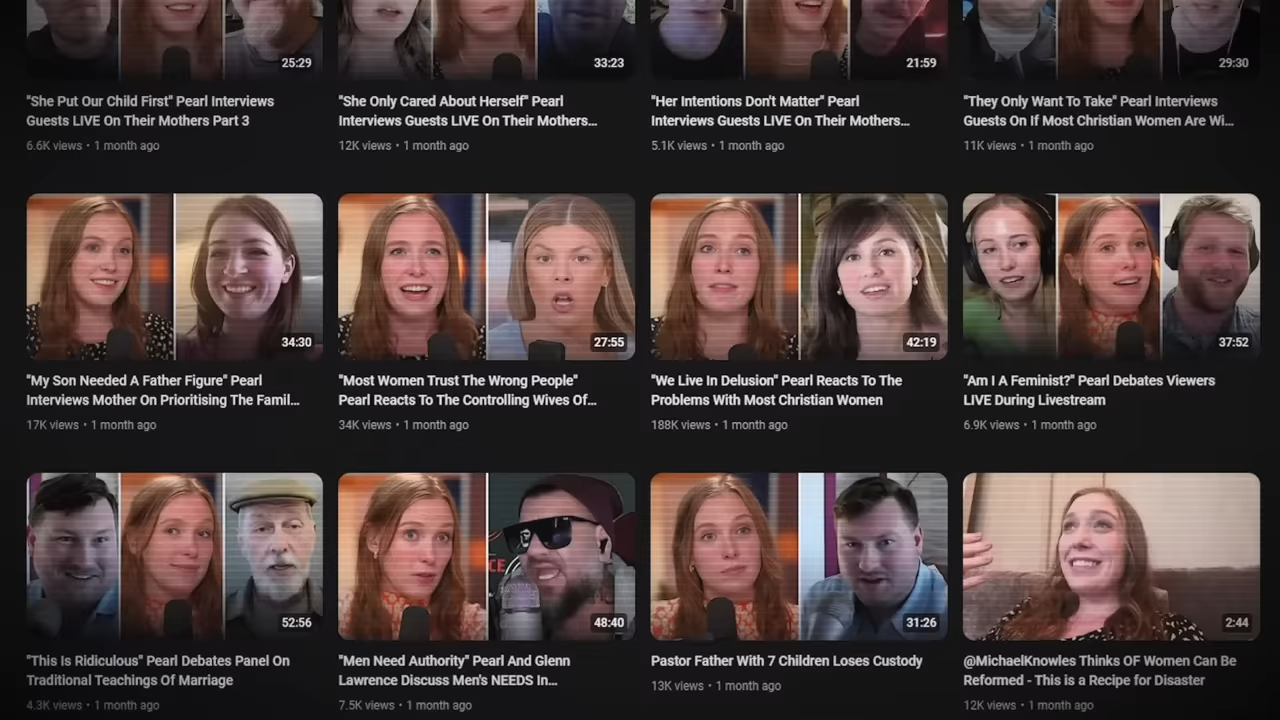 25:29
33:23
21:59
29:30
"She Put Our Child First" Pearl Interviews
Guests LIVE On Their Mothers Part 3
6.6K views • 1 month ago
"She Only Cared About Herself" Pearl
Interviews Guests LIVE On Their Mothers...
12K views • 1 month ago
"Her Intentions Don't Matter" Pearl
Interviews Guests LIVE On Their Mothers...
5.1K views • 1 month ago
"They Only Want To Take" Pearl Interviews
Guests On If Most Christian Women Are Wi...
11K views • 1 month ago
34:30
27:55
42:19
37:52
"My Son Needed A Father Figure" Pearl
Interviews Mother On Prioritising The Famil...
17K views • 1 month ago
"Most Women Trust The Wrong People"
Pearl Reacts To The Controlling Wives Of...
34K views • 1 month ago
"We Live In Delusion" Pearl Reacts To The
Problems With Most Christian Women
188K views • 1 month ago
"Am I A Feminist?" Pearl Debates Viewers
LIVE During Livestream
6.9K views • 1 month ago
52:56
CE
48:40
31:26
2:44
"This Is Ridiculous" Pearl Debates Panel On
Traditional Teachings Of Marriage
4.3K views • 1 month ago
"Men Need Authority" Pearl And Glenn
Lawrence Discuss Men's NEEDS In...
7.5K views • 1 month ago
Pastor Father With 7 Children Loses Custody
13K views • 1 month ago
@MichaelKnowles Thinks OF Women Can Be
Reformed - This is a Recipe for Disaster
12K views • 1 month ago